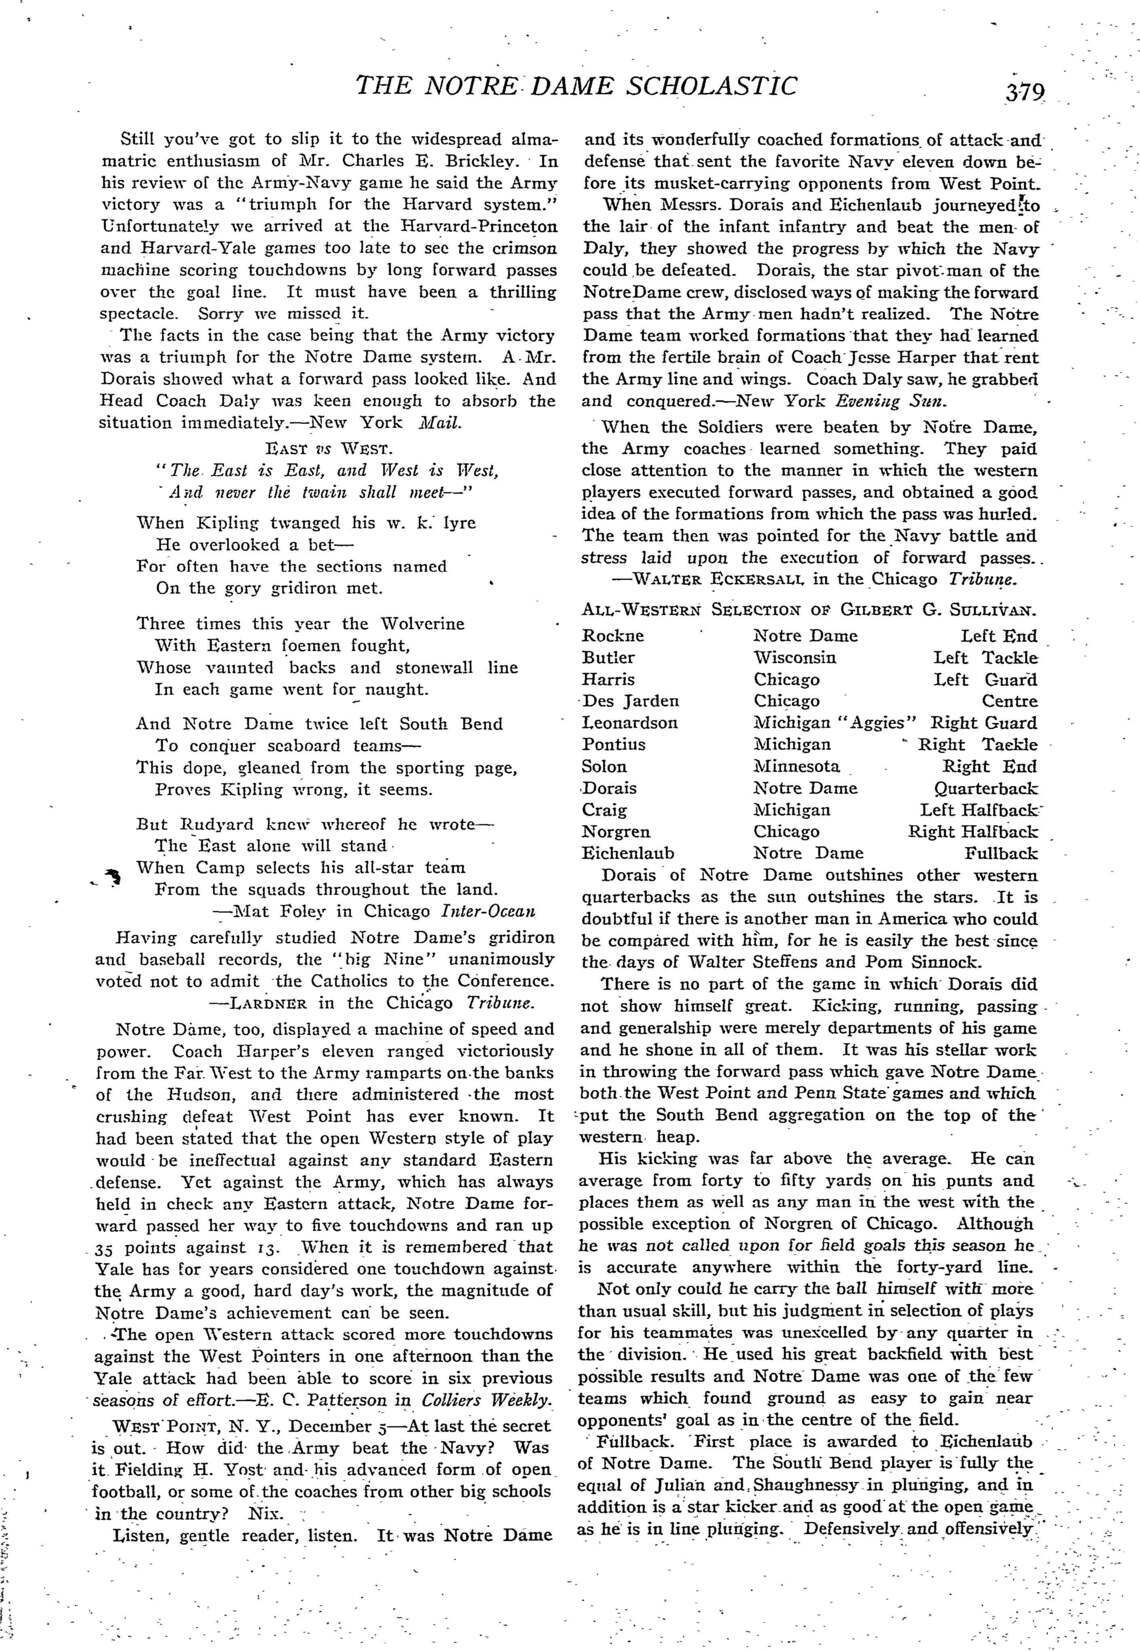 THE NOTRE DAME SCHOLASTIC
379
Still you've got to slip it to the widespread alma-
matric enthusiasm of Mr. Charles E. Brickley. In
his review of the Army-Navy game he said the Army
victory was a "triumph for the Harvard system."
Unfortunately we arrived at the Harvard-Princeton
and Harvard-Yale games too late to see the crimson
machine scoring touchdowns by long forward passes
over the goal line. It must have been a thrilling
spectacle. Sorry we missed it.
The facts in the case being that the Army victory
was a triumph for the Notre Dame system. A Mr.
Dorais showed what a forward pass looked like. And
Head Coach Daly was keen enough to absorb the
situation immediately.—New York Mail.
EAST vs WEST.
"The East is East, and West is West,
And never the twain shall meet—"
When Kipling twanged his w. k. lyre
He overlooked a bet—
For often have the sections named
On the gory gridiron met.
Three times this year the Wolverine
With Eastern foemen fought,
Whose vaunted backs and stonewall line
In each game went for naught.
And Notre Dame twice left South Bend
To conquer seaboard teams—
This dope, gleaned from the sporting page,
Proves Kipling wrong, it seems.
But Rudyard knew whereof he wrote—
The East alone will stand
When Camp selects his all-star team
From the squads throughout the land.
—Mat Foley in Chicago Inter-Ocean
Having carefully studied Notre Dame's gridiron
and baseball records, the "big Nine" unanimously
voted not to admit the Catholics to the Conference.
—LARDNER in the Chicago Tribune.
Notre Dame, too, displayed a machine of speed and
power. Coach Harper's eleven ranged victoriously
from the Far West to the Army ramparts on the banks
of the Hudson, and there administered the most
crushing defeat West Point has ever known. It
had been stated that the open Western style of play
would be ineffectual against any standard Eastern
defense. Yet against the Army, which has always
held in check any Eastern attack, Notre Dame for-
ward passed her way to five touchdowns and ran up
35 points against 13. When it is remembered that
Yale has for years considered one touchdown against
the Army a good, hard day's work, the magnitude of
Notre Dame's achievement can be seen.
The open Western attack scored more touchdowns
against the West Pointers in one afternoon than the
Yale attack had been able to score in six previous
seasons of effort.—E. C. Patterson in Colliers Weekly.
WEST POINT, N. Y., December 5—At last the secret
is out. How did the Army beat the Navy? Was
it Fielding H. Yost and his advanced form of open
football, or some of the coaches from other big schools
in the country? Nix.
Listen, gentle reader, listen. It was Notre Dame
and its wonderfully coached formations of attack and
defense that sent the favorite Navy eleven down be-
fore its musket-carrying opponents from West Point.
When Messrs. Dorais and Eichenlaub journeyed to
the lair of the infant infantry and beat the men of
Daly, they showed the progress by which the Navy
could be defeated. Dorais, the star pivot man of the
NotreDame crew, disclosed ways of making the forward
pass that the Army men hadn't realized. The Notre
Dame team worked formations that they had learned
from the fertile brain of Coach Jesse Harper that rent
the Army line and wings. Coach Daly saw, he grabbed
and conquered.—New York Evening Sun.
When the Soldiers were beaten by Notre Dame,
the Army coaches learned something. They paid
close attention to the manner in which the western
players executed forward passes, and obtained a good
idea of the formations from which the pass was hurled.
The team then was pointed for the Navy battle and
stress laid upon the execution of forward passes.
—WALTER ECKERSALL in the Chicago Tribune.
ALL-WESTERN SELECTION OF GILBERT G. SULLIVAN.
Rockne Notre Dame Left End
Butler Wisconsin Left Tackle
Harris Chicago Left Guard
Des Jarden Chicago Centre
Leonardson Michigan "Aggies" Right Guard
Pontius Michigan Right Tackle
Solon Minnesota Right End
Dorais Notre Dame Quarterback
Craig Michigan Left Halfback
Norgren Chicago Right Halfback
Eichenlaub Notre Dame Fullback
Dorais of Notre Dame outshines other western
quarterbacks as the sun outshines the stars. It is
doubtful if there is another man in America who could
be compared with him, for he is easily the best since
the days of Walter Steffens and Pom Sinnock.
There is no part of the game in which Dorais did
not show himself great. Kicking, running, passing
and generalship were merely departments of his game
and he shone in all of them. It was his stellar work
in throwing the forward pass which gave Notre Dame
both the West Point and Penn State games and which
put the South Bend aggregation on the top of the
western heap.
His kicking was far above the average. He can
average from forty to fifty yards on his punts and
places them as well as any man in the west with the
possible exception of Norgren of Chicago. Although
he was not called upon for field goals this season he
is accurate anywhere within the forty-yard line.
Not only could he carry the ball himself with more
than usual skill, but his judgment in selection of plays
for his teammates was unexcelled by any quarter in
the division. He used his great backfield with best
possible results and Notre Dame was one of the few
teams which found ground as easy to gain near
opponents' goal as in the centre of the field.
Fullback. First place is awarded to Eichenlaub
of Notre Dame. The South Bend player is fully the
equal of Julian and Shaughnessy in plunging, and in
addition is a star kicker and as good at the open game
as he is in line plunging. Defensively and offensively